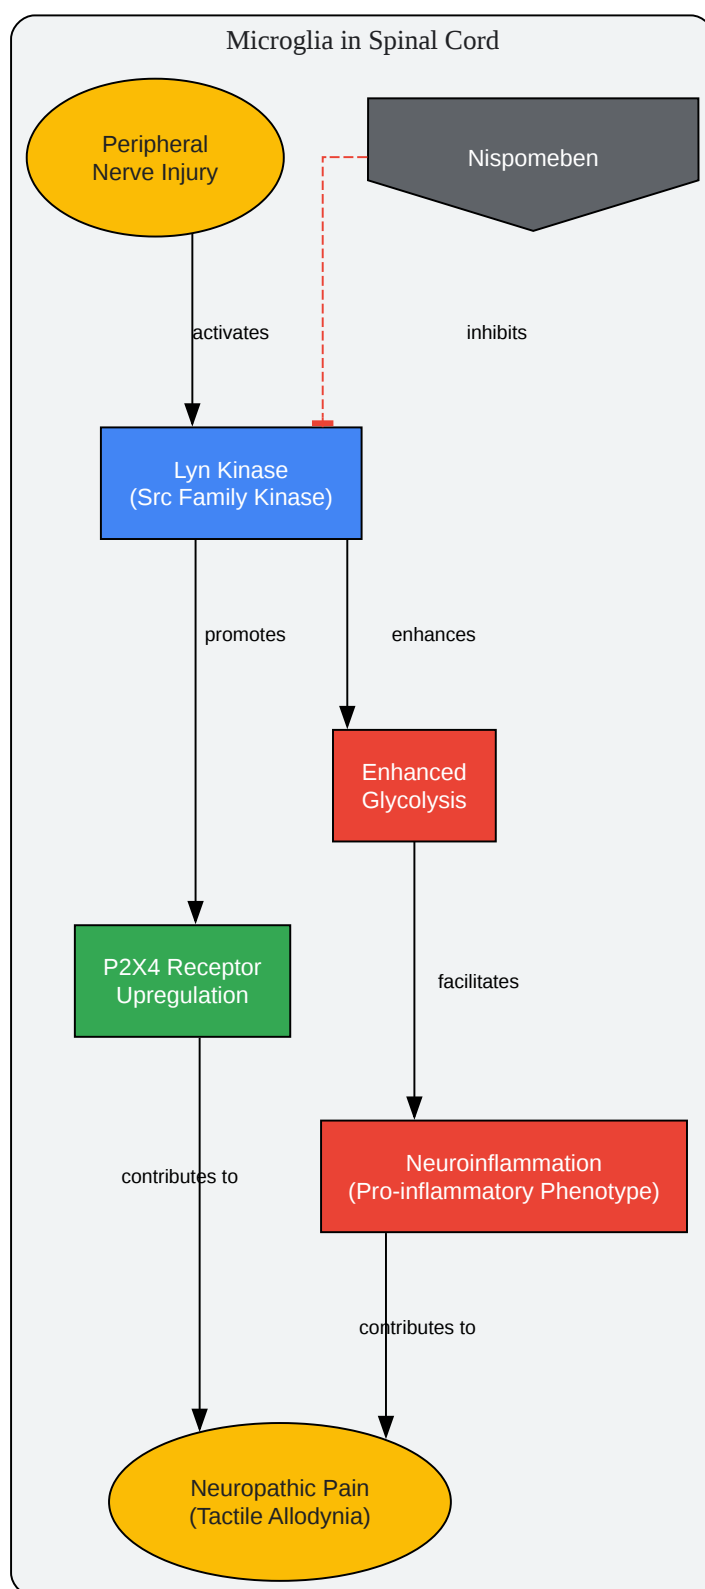 Microglia in Spinal Cord
Peripheral
Nerve Injury
Nispomeben
activates
inhibits
Lyn Kinase
(Src Family Kinase)
promotes
enhances
Enhanced
Glycolysis
P2X4 Receptor
Upregulation
facilitates
contributes to
Neuroinflammation
(Pro-inflammatory Phenotype)
contributes to
Neuropathic Pain
(Tactile Allodynia)